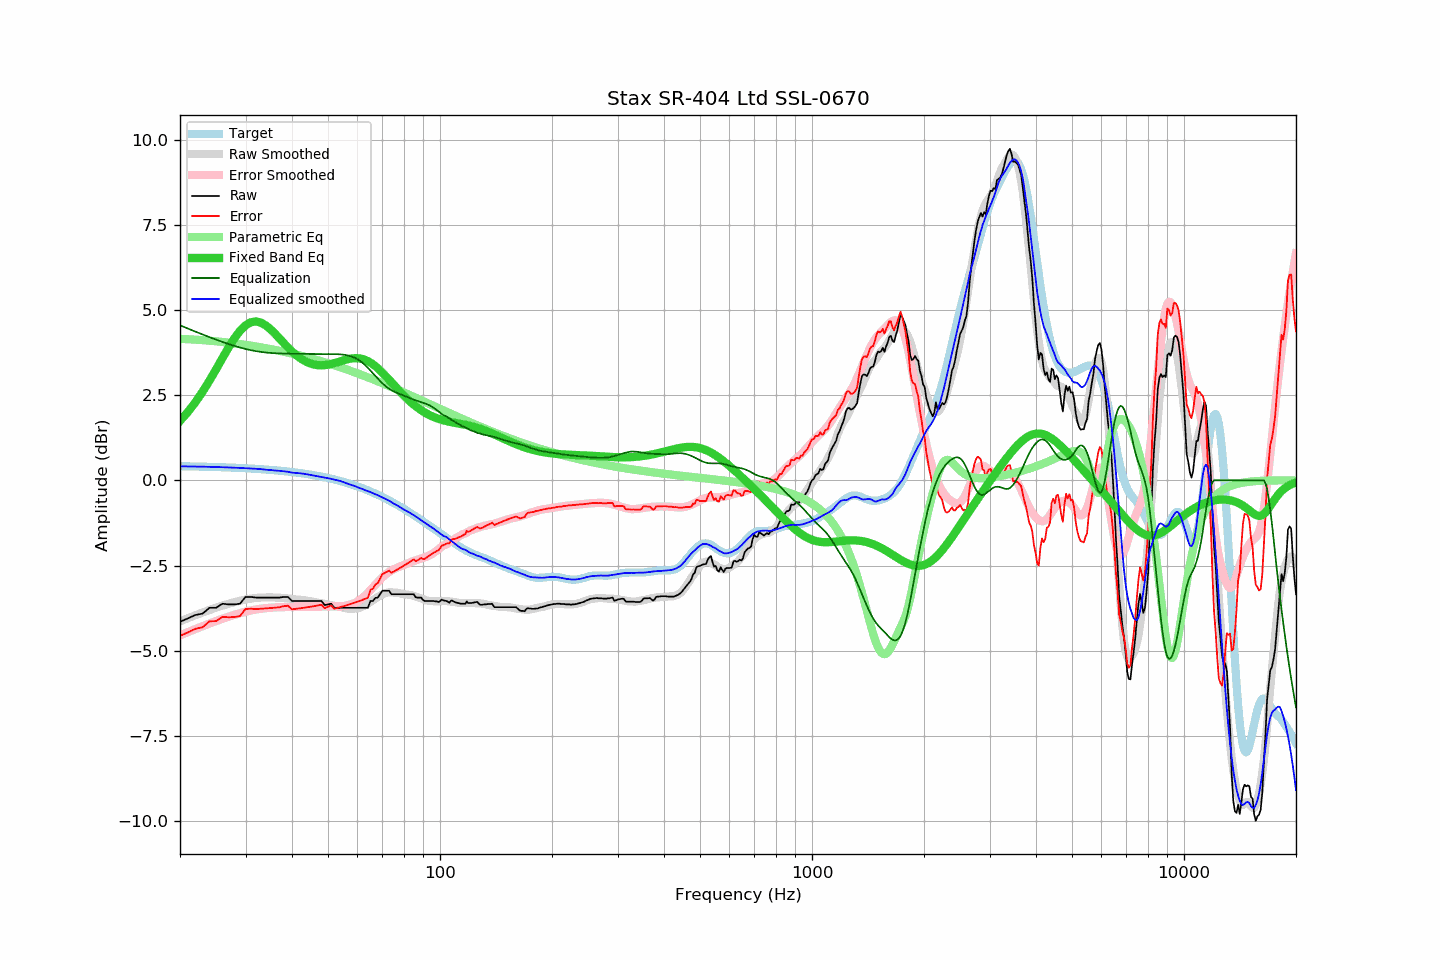 Stax SR-404 Ltd SSL-0670
Target
Raw Smoothed
Error Smoothed
Raw
Error
Parametric Eq
Fixed Band Eq
Equalization
Equalized smoothed
10.0
7.5
5.0
2.5
0.0
−2.5
−5.0
−7.5
−10.0
Amplitude (dBr)
100 1000 10000
Frequency (Hz)